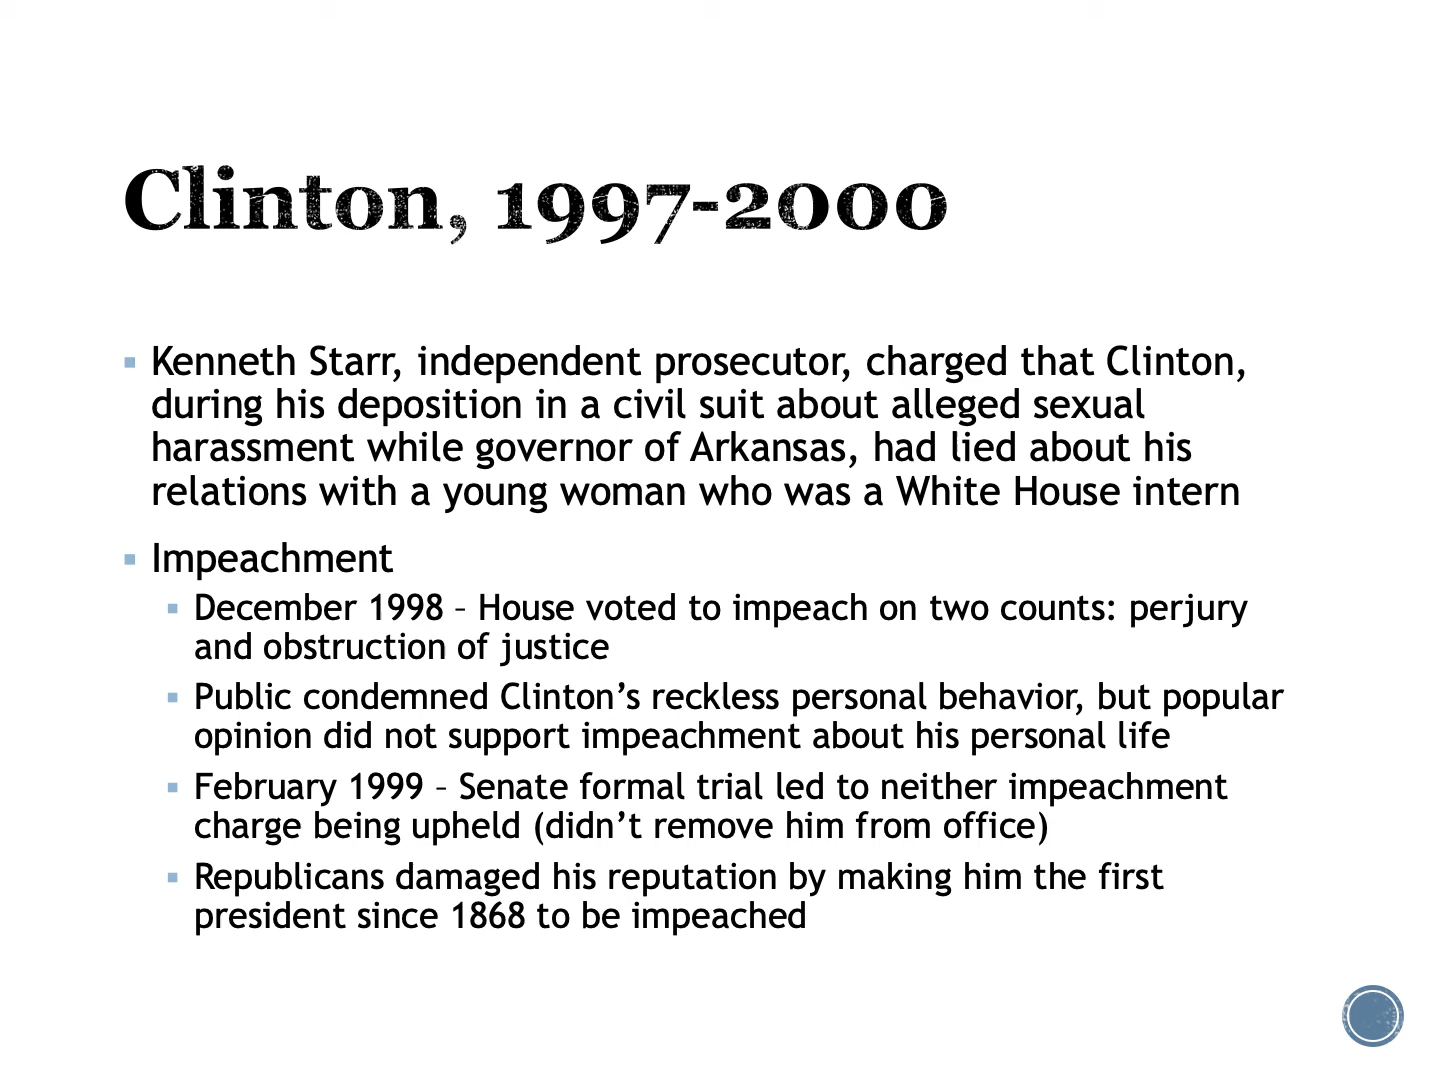 Clinton, 1997-2000
▪ Kenneth Starr, independent prosecutor, charged that Clinton,
during his deposition in a civil suit about alleged sexual
harassment while governor of Arkansas, had lied about his
relations with a young woman who was a White House intern
▪ Impeachment
▪ December 1998 – House voted to impeach on two counts: perjury
and obstruction of justice
▪ Public condemned Clinton’s reckless personal behavior, but popular
opinion did not support impeachment about his personal life
▪ February 1999 – Senate formal trial led to neither impeachment
charge being upheld (didn’t remove him from office)
▪ Republicans damaged his reputation by making him the first
president since 1868 to be impeached